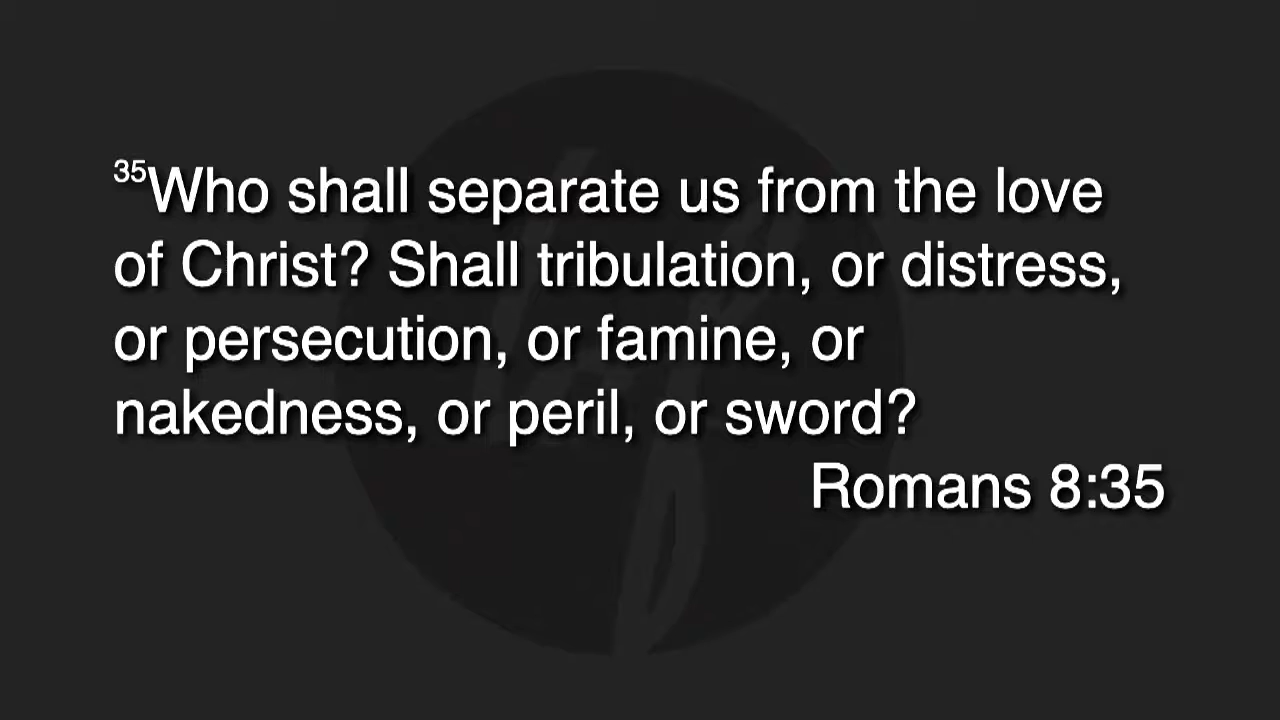 35Who shall separate us from the love
of Christ? Shall tribulation, or distress,
or persecution, or famine, or
nakedness, or peril, or sword?
Romans 8:35